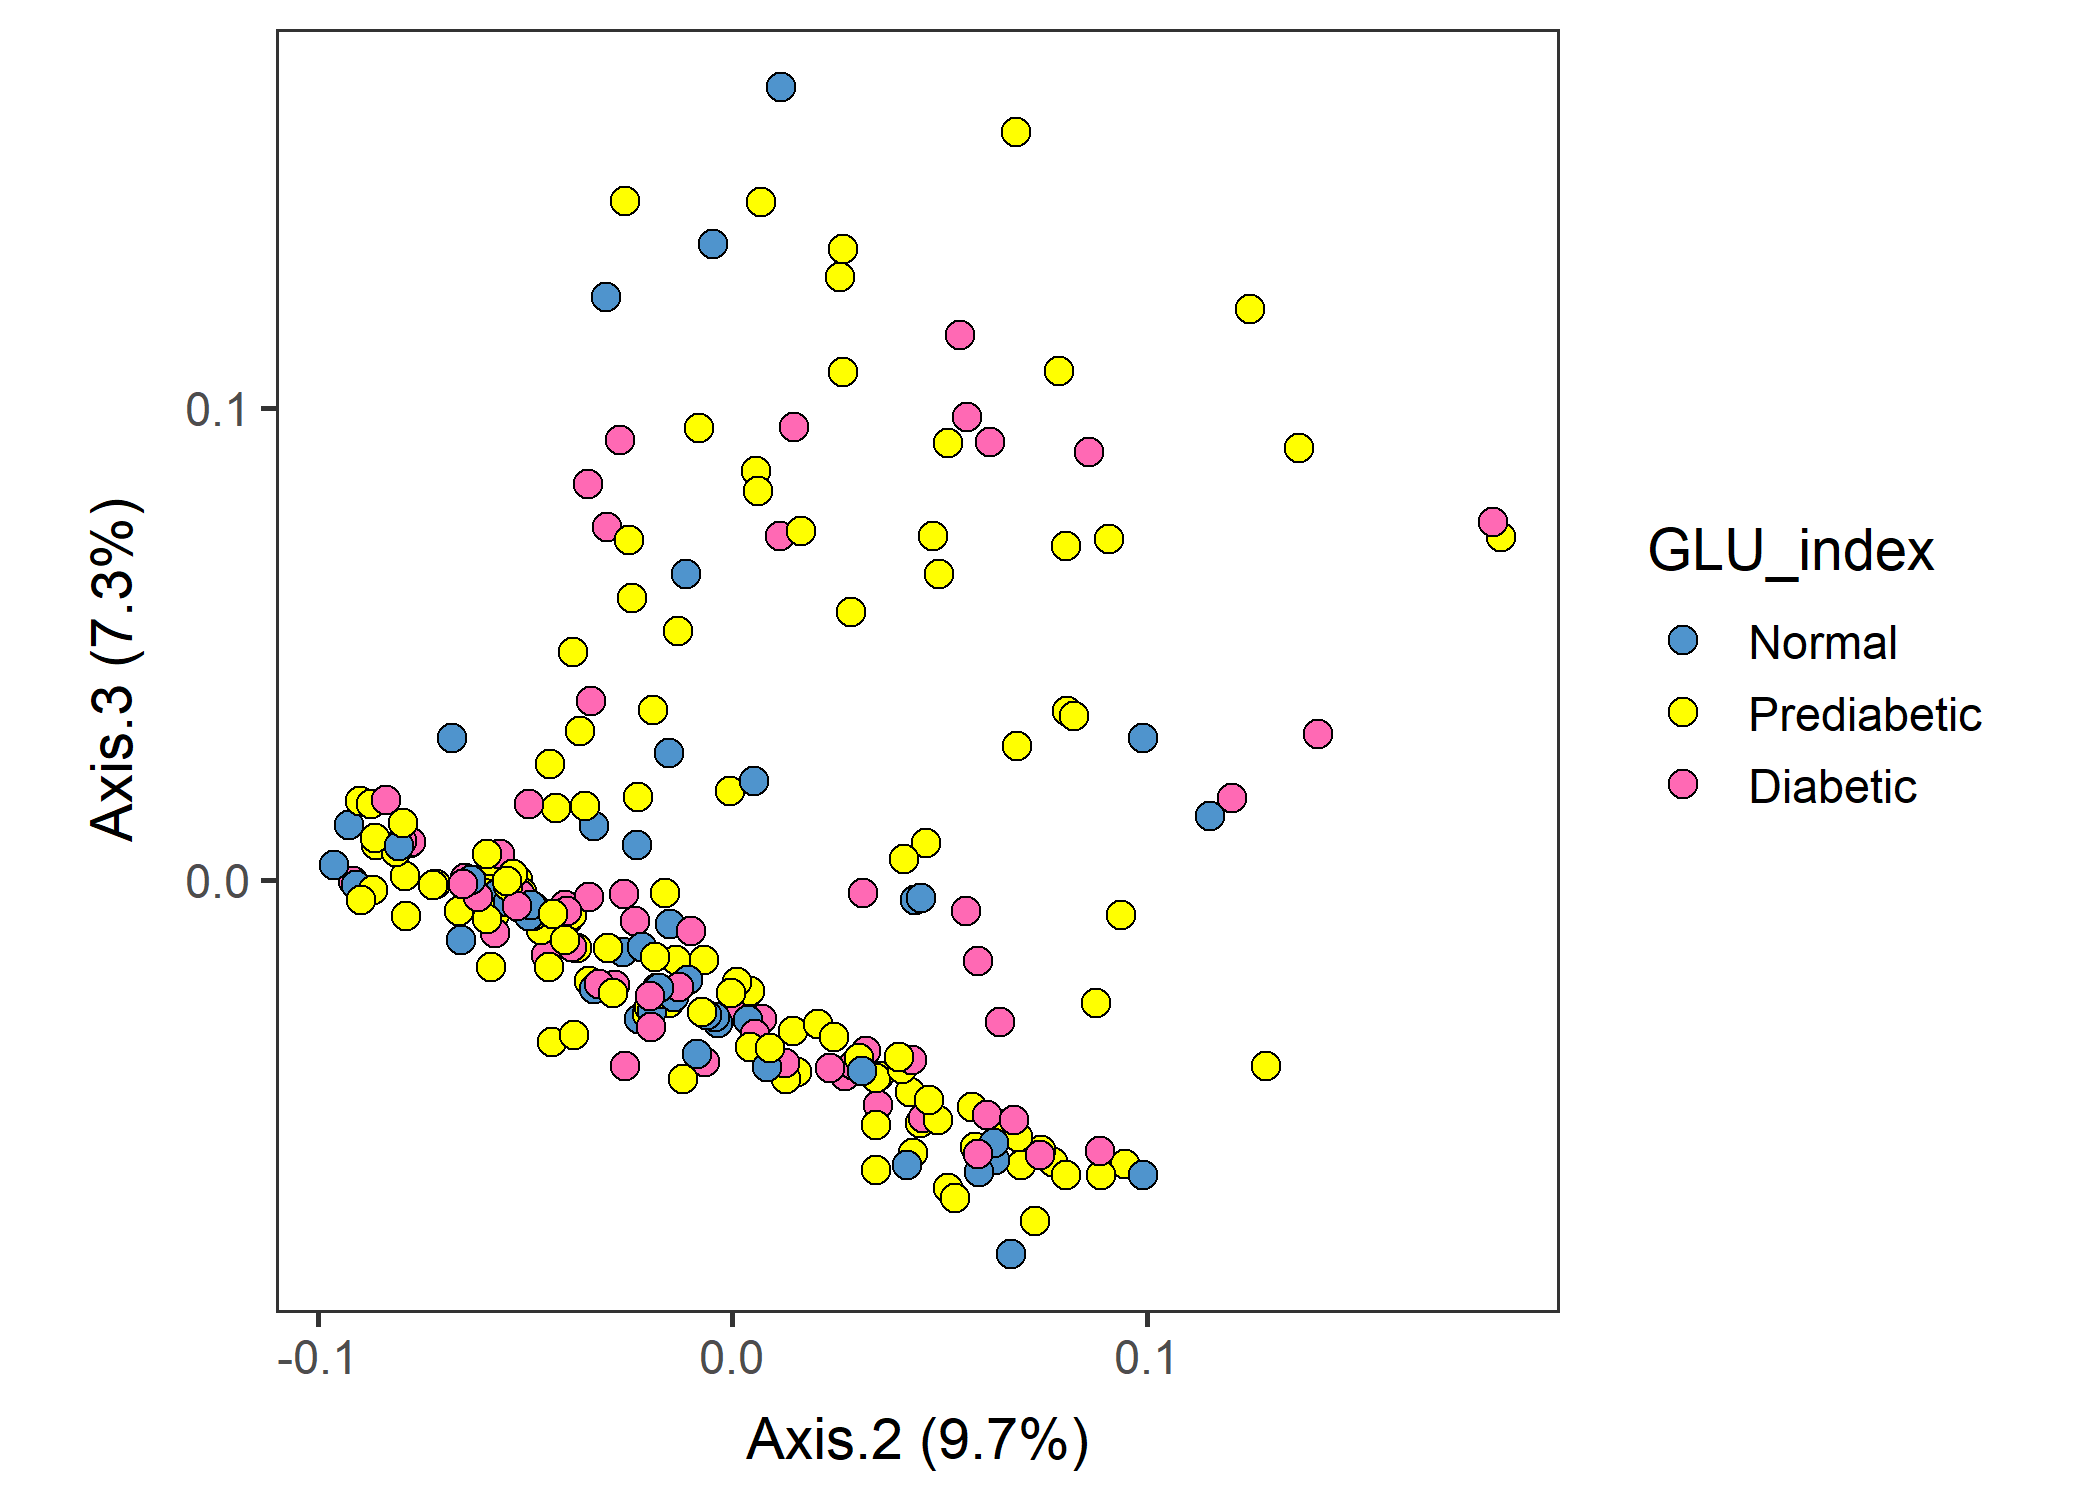 Axis.3 (7.3%)
0.1
0.0
-0.1
0.0
0.1
Axis.2 (9.7%)
GLU_index
Normal
Prediabetic
Diabetic